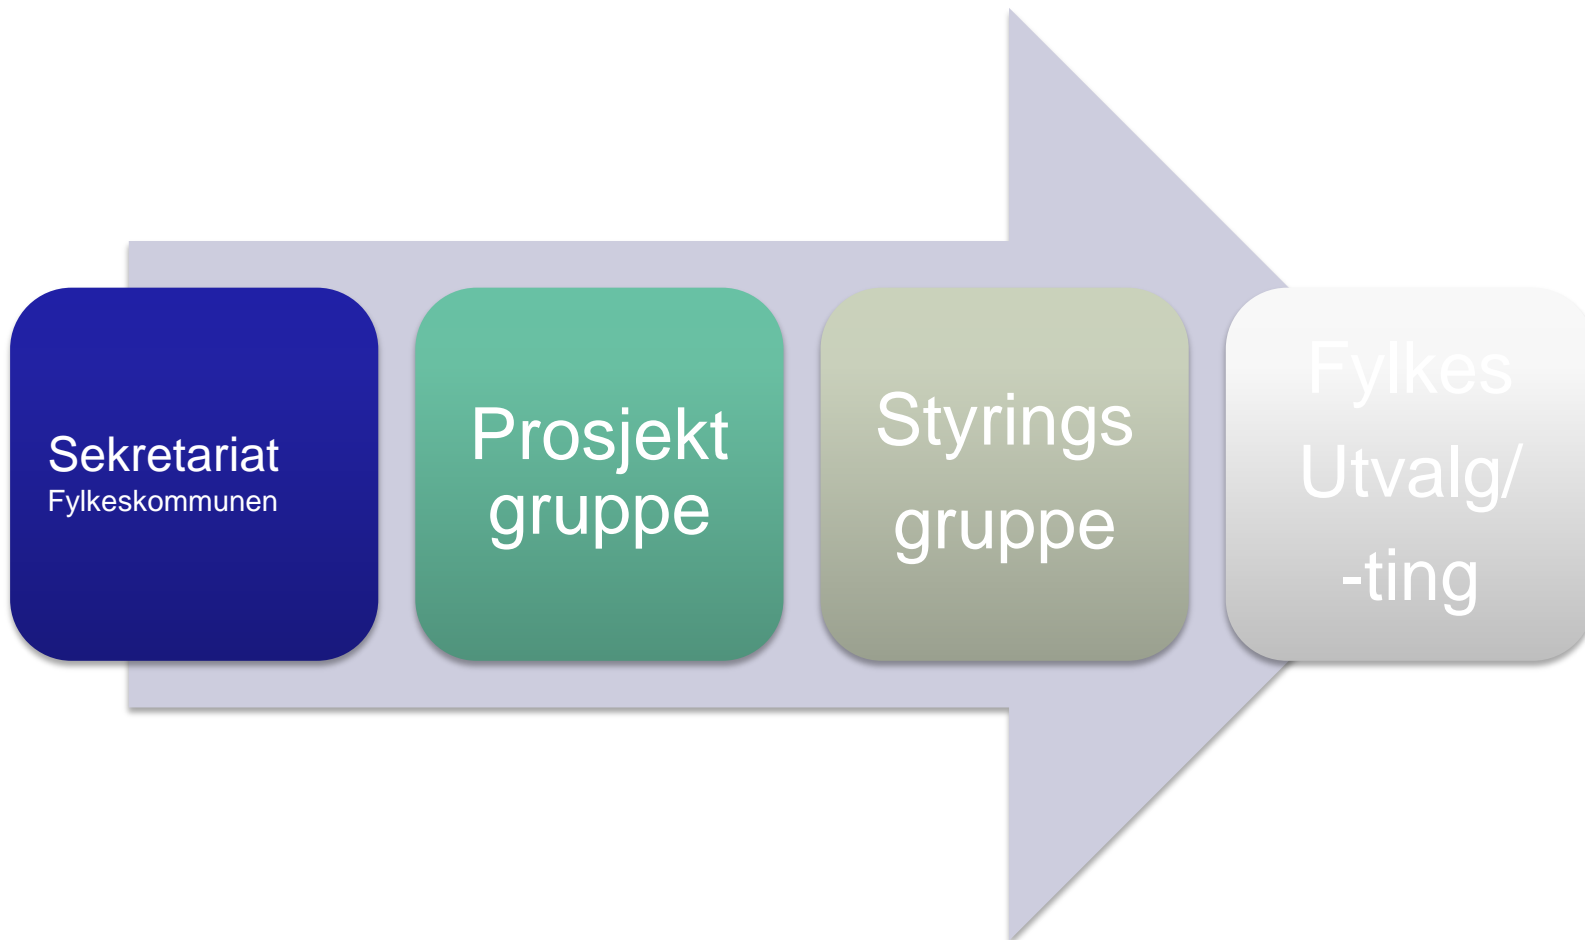 Sekretariat
Fylkeskommunen
Prosjekt
gruppe
Styrings
gruppe
Fylkes
Utvalg/
-ting